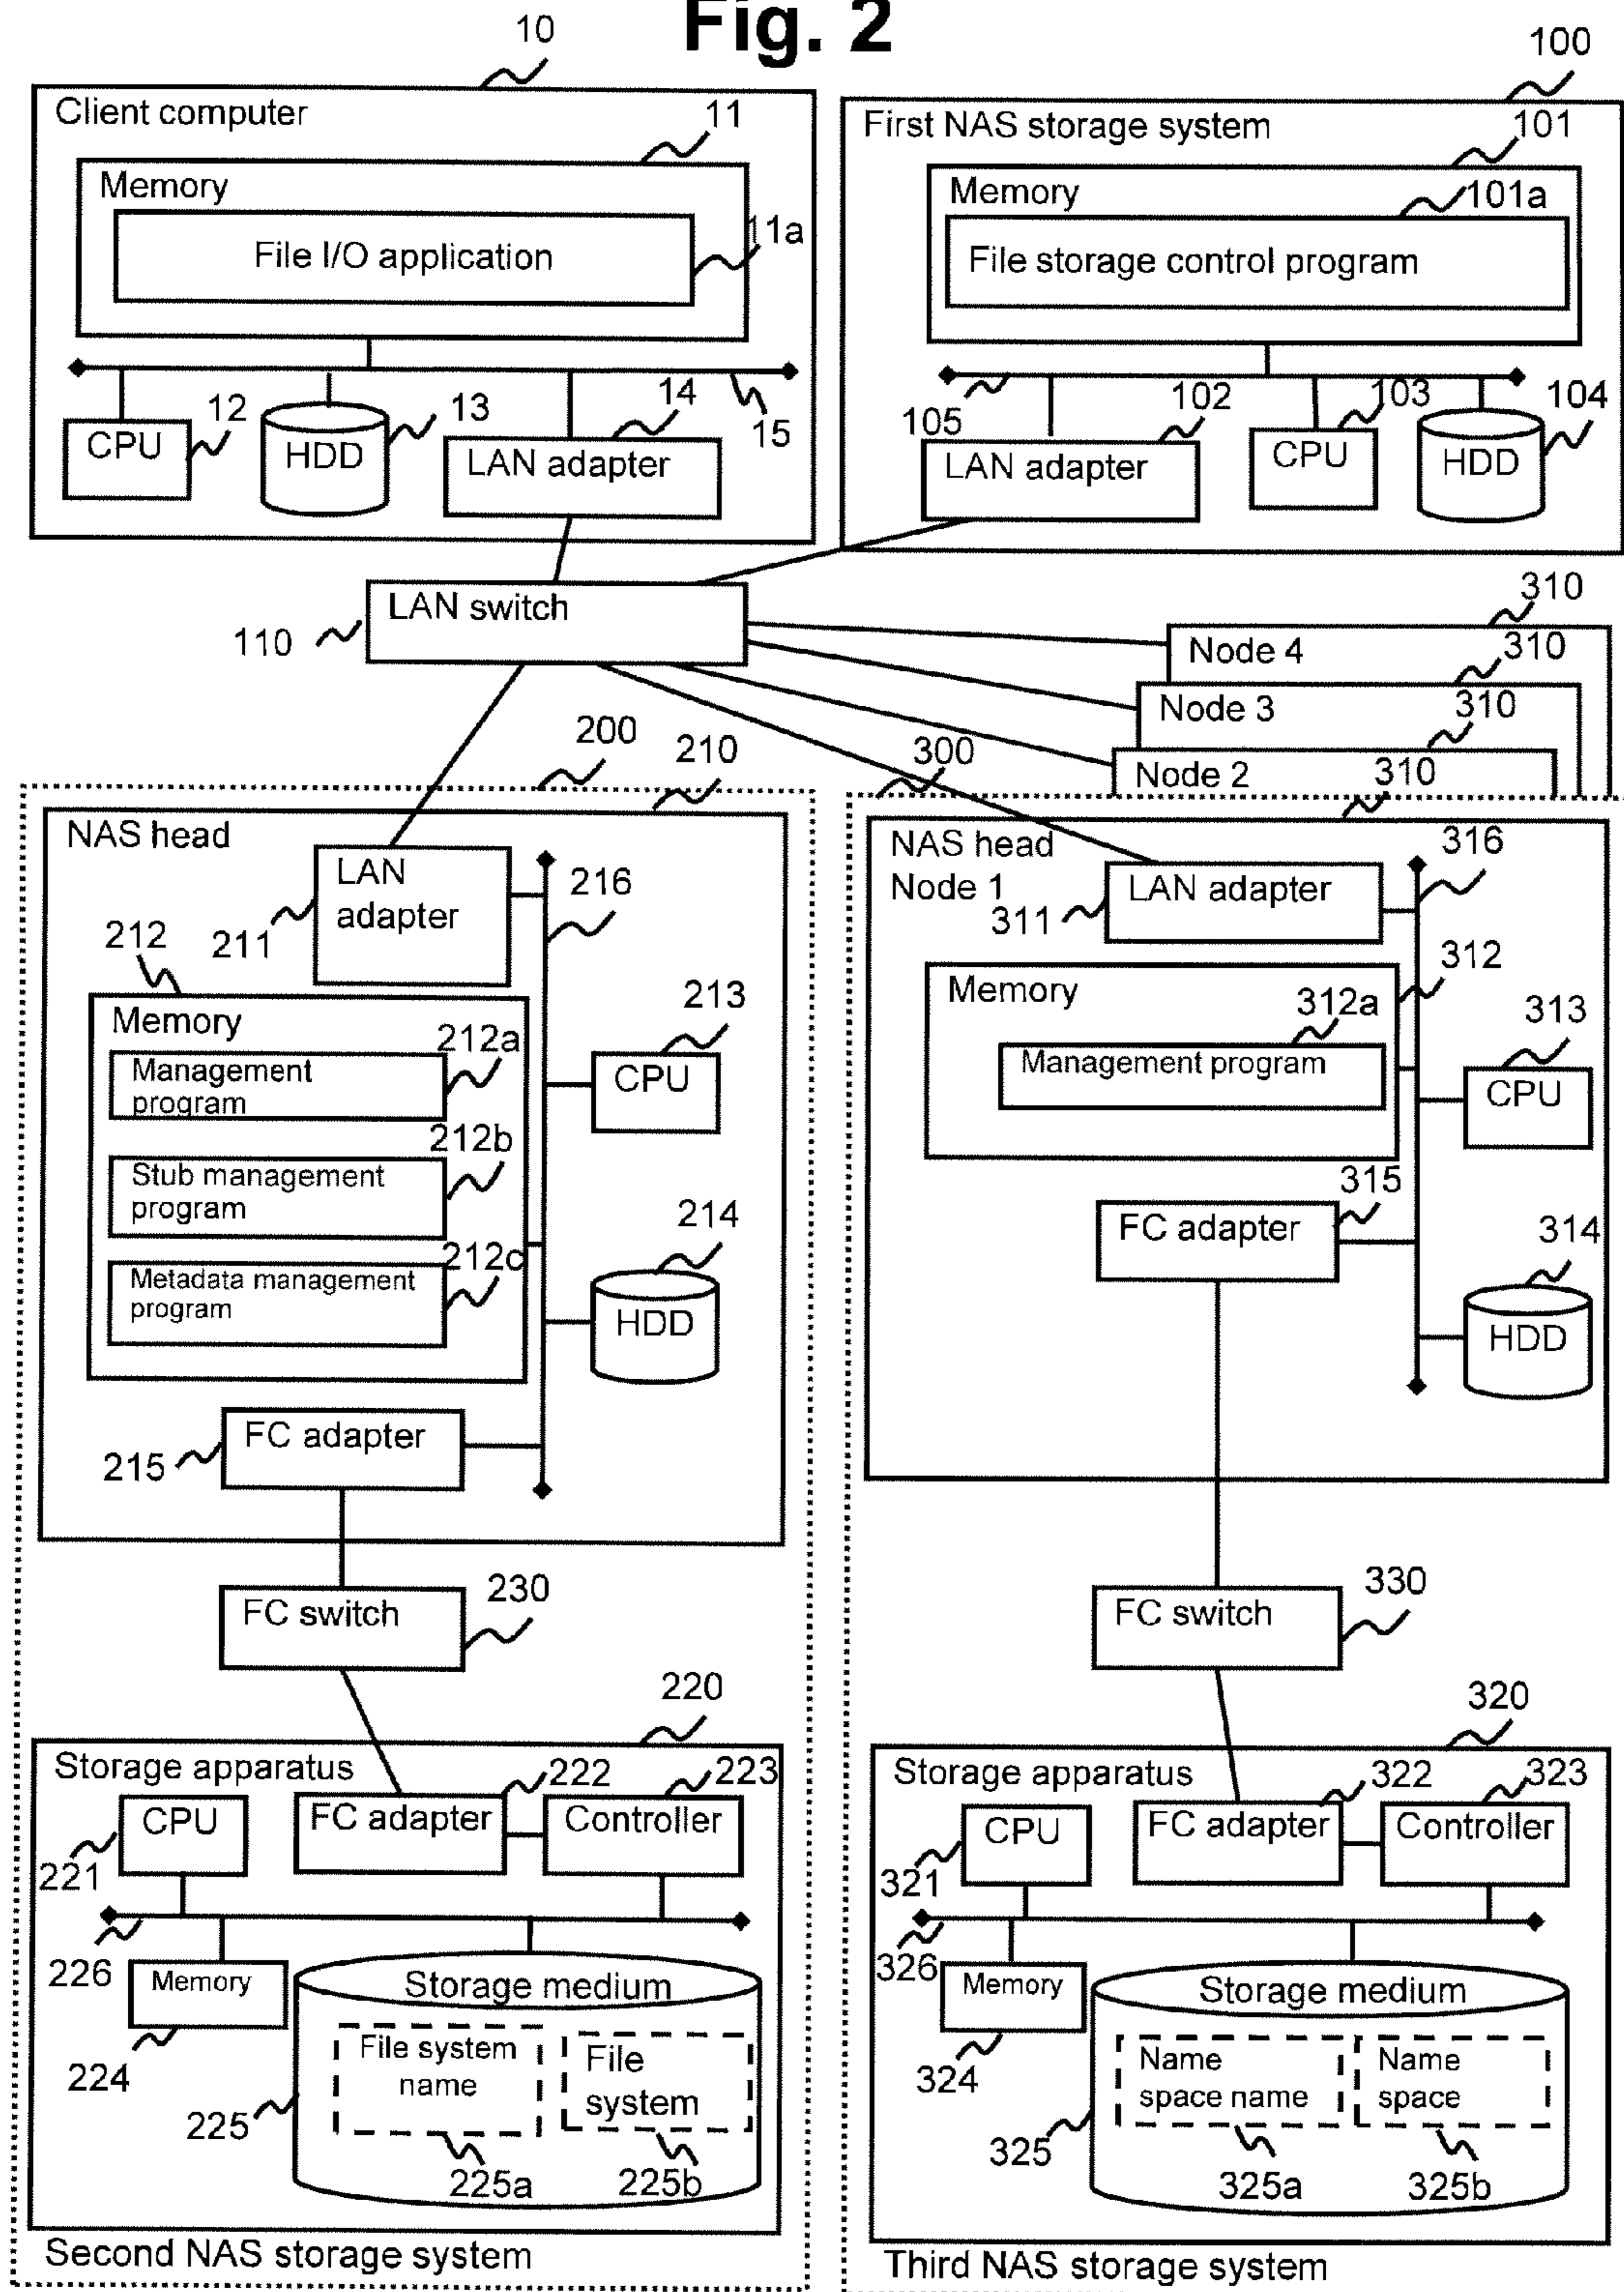 Fig. 2
10
Client computer
11
Memory
File I/O application
11a
CPU
12
HDD
13
LAN adapter
14
15
100
First NAS storage system
101
Memory
101a
File storage control program
105
LAN adapter
102
CPU
103
HDD
104
LAN switch
110
310
Node 4
310
Node 3
310
Node 2
200
210
NAS head
LAN
adapter
211
216
212
Memory
212a
Management
program
212b
Stub management
program
212c
Metadata management
program
213
CPU
214
HDD
FC adapter
215
FC switch
230
220
Storage apparatus
CPU
221
FC adapter
222
Controller
223
226
Memory
224
Storage medium
File system
name
File
system
225
225a
225b
Second NAS storage system
300
310
NAS head
Node 1
LAN adapter
311
316
312
Memory
312a
Management program
313
CPU
315
FC adapter
314
HDD
FC switch
330
320
Storage apparatus
CPU
321
FC adapter
322
Controller
323
326
Memory
324
Storage medium
Name
space name
Name
space
325
325a
325b
Third NAS storage system